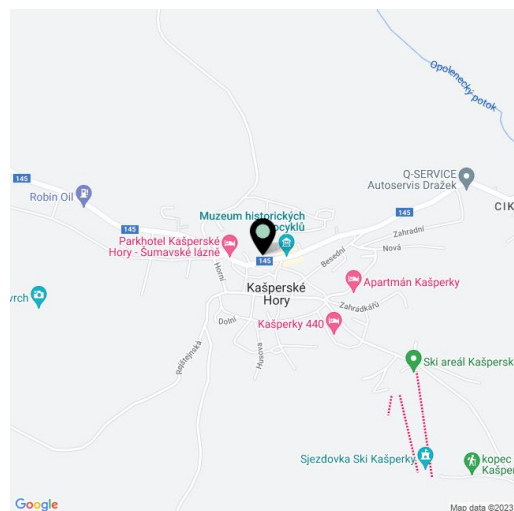 Opolenecký
potok
145
Robin Oil
Q-SERVICE
Autoservis Dražek
CIK
145
145
Muzeum historických
Zahradní
Parkhotel Kašperské
Hory - Šumavské lázně
145
Besední
Nová
Horní
vrch
Kašperské
Hory
Apartmán Kašperky
Zahradkářů
Dolní
Kašperky 440
Husova
Ski areál Kašpersk
Sjezdovka Ski Kašperky
kopec
Kašper
Google
Map data ©2023